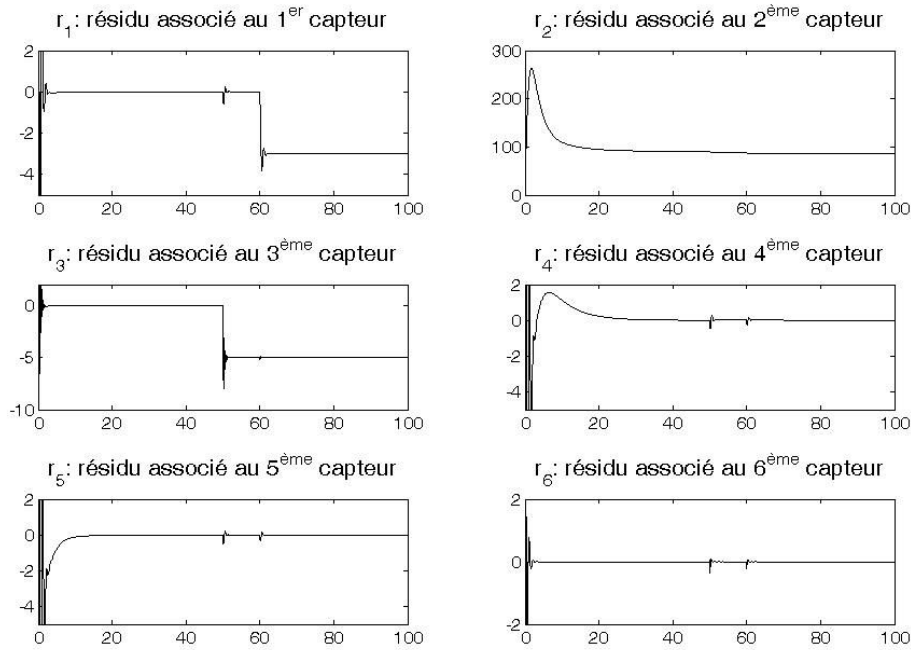 r1: résidu associé au 1er capteur
2
0
-2
-4
0 20 40 60 80 100
r2: résidu associé au 2ème capteur
300
200
100
0
0 20 40 60 80 100
r3: résidu associé au 3ème capteur
0
-5
-10
0 20 40 60 80 100
r4: résidu associé au 4ème capteur
2
0
-2
-4
0 20 40 60 80 100
r5: résidu associé au 5ème capteur
2
0
-2
-4
0 20 40 60 80 100
r6: résidu associé au 6ème capteur
2
0
-2
0 20 40 60 80 100